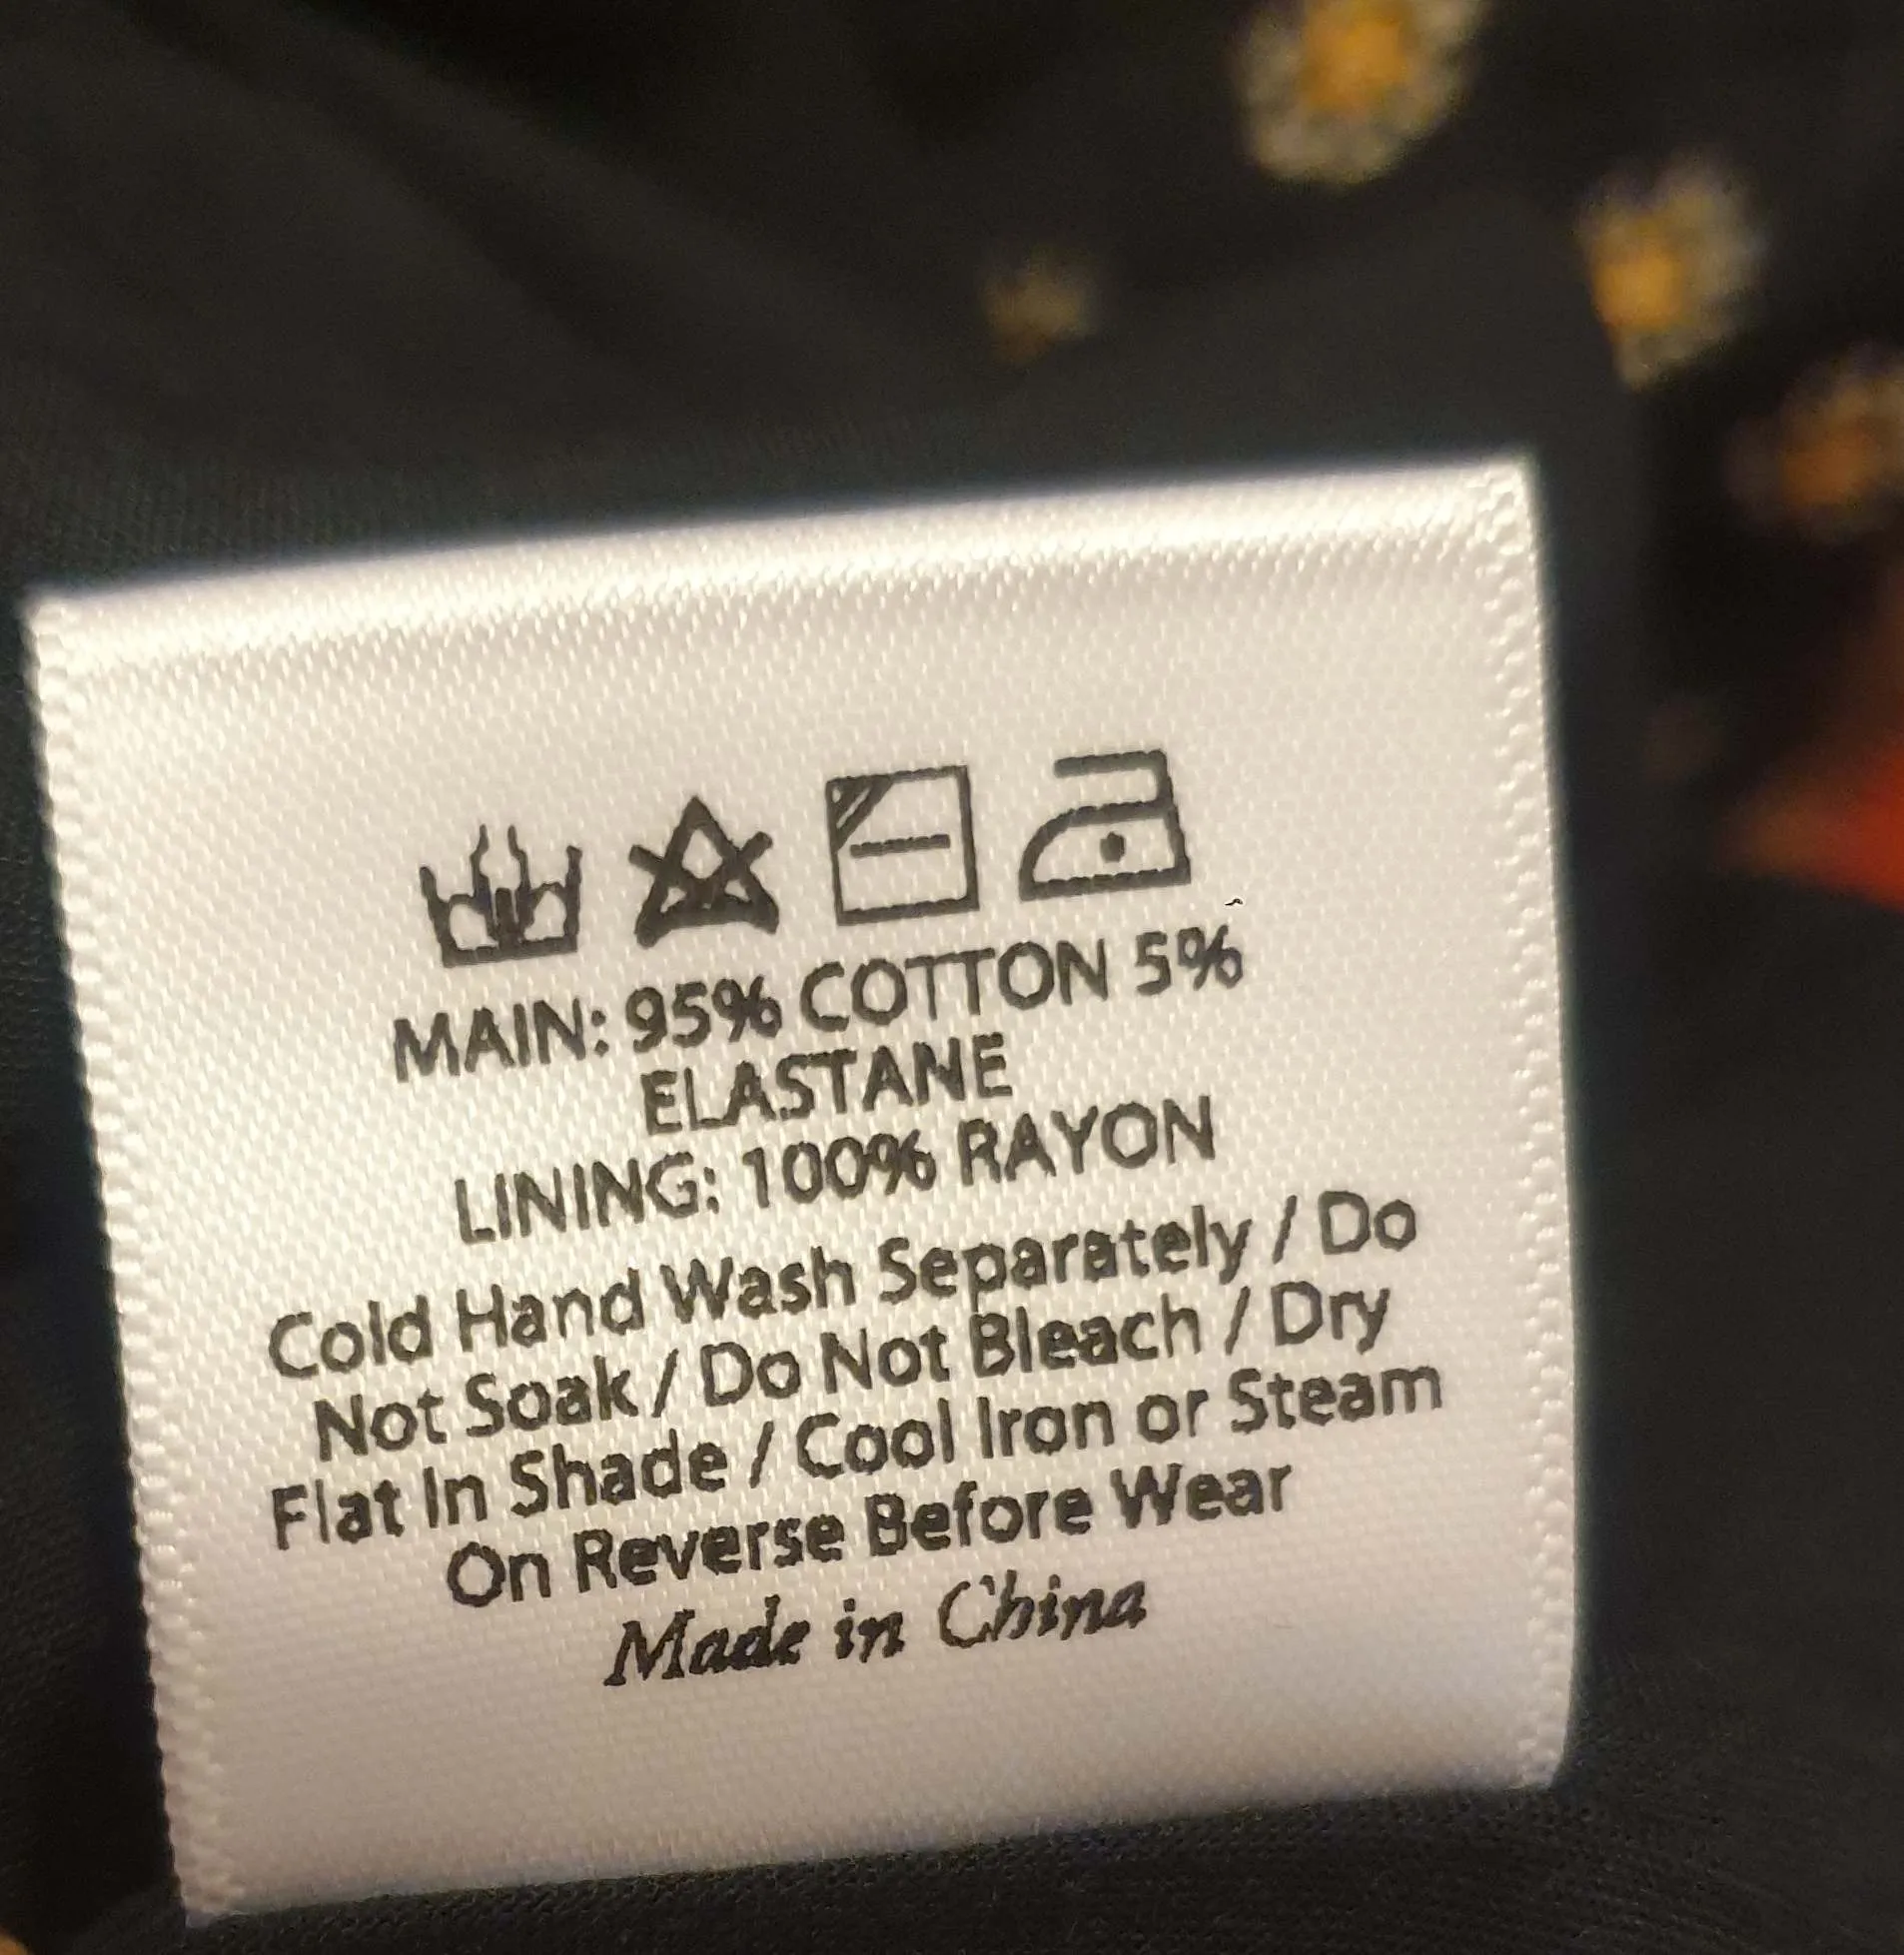 MAIN: 95% COTTON 5%
ELASTANE
LINING: 100% RAYON
Cold Hand Wash Separately / Do
Not Soak / Do Not Bleach / Dry
Flat In Shade / Cool Iron or Steam
On Reverse Before Wear
Made in China